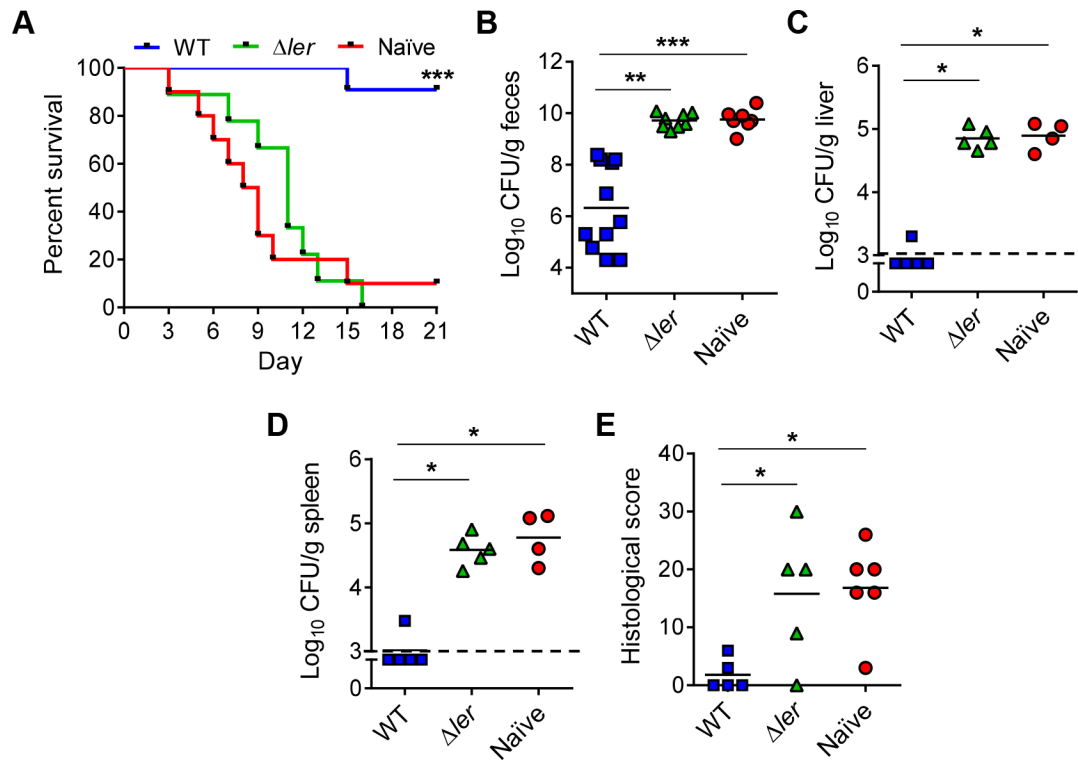 A
WT Δler Naïve
***
Percent survival
100
80
60
40
20
0
0 3 6 9 12 15 18 21
Day
B
***
**
Log10 CFU/g feces
10
8
6
4
WT Δler Naïve
C
*
*
Log10 CFU/g liver
6
5
4
3
0
WT Δler Naïve
D
*
*
Log10 CFU/g spleen
6
5
4
3
0
WT Δler Naïve
E
*
*
Histological score
40
30
20
10
0
WT Δler Naïve